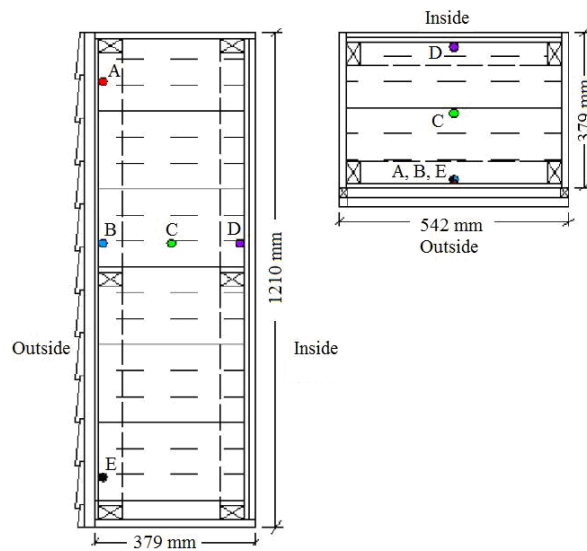 A
B
C
D
E
Outside
Inside
1210 mm
379 mm
Inside
D
C
A, B, E
379 mm
542 mm
Outside